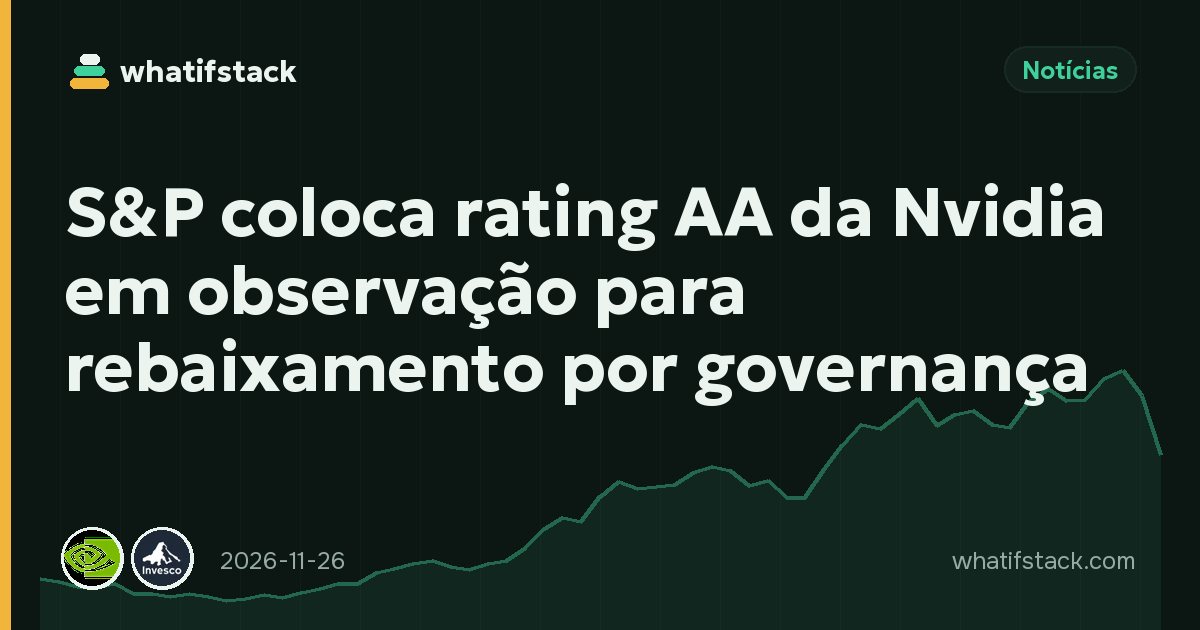 whatifstack
Notícias
S&P coloca rating AA da Nvidia
em observação para
rebaixamento por governança
Invesco
2026-11-26
whatifstack.com